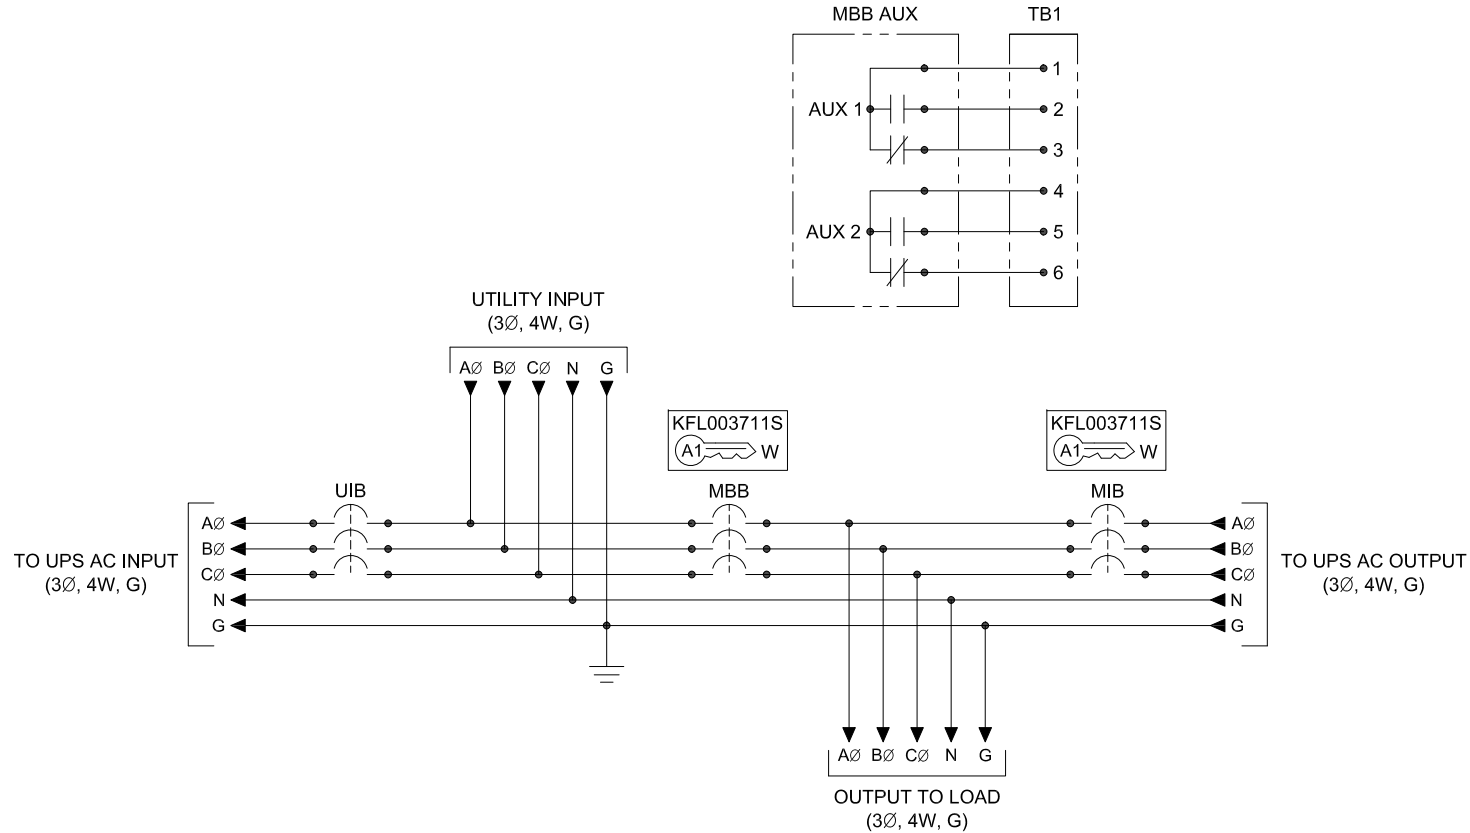 MBB AUX
TB1
1
AUX 1
2
3
4
AUX 2
5
6
UTILITY INPUT
(3Ø, 4W, G)
AØ BØ CØ N G
KFL003711S
A1 W
KFL003711S
A1 W
UIB
MBB
MIB
TO UPS AC INPUT
(3Ø, 4W, G)
AØ
BØ
CØ
N
G
AØ
BØ
CØ
N
G
TO UPS AC OUTPUT
(3Ø, 4W, G)
AØ BØ CØ N G
OUTPUT TO LOAD
(3Ø, 4W, G)